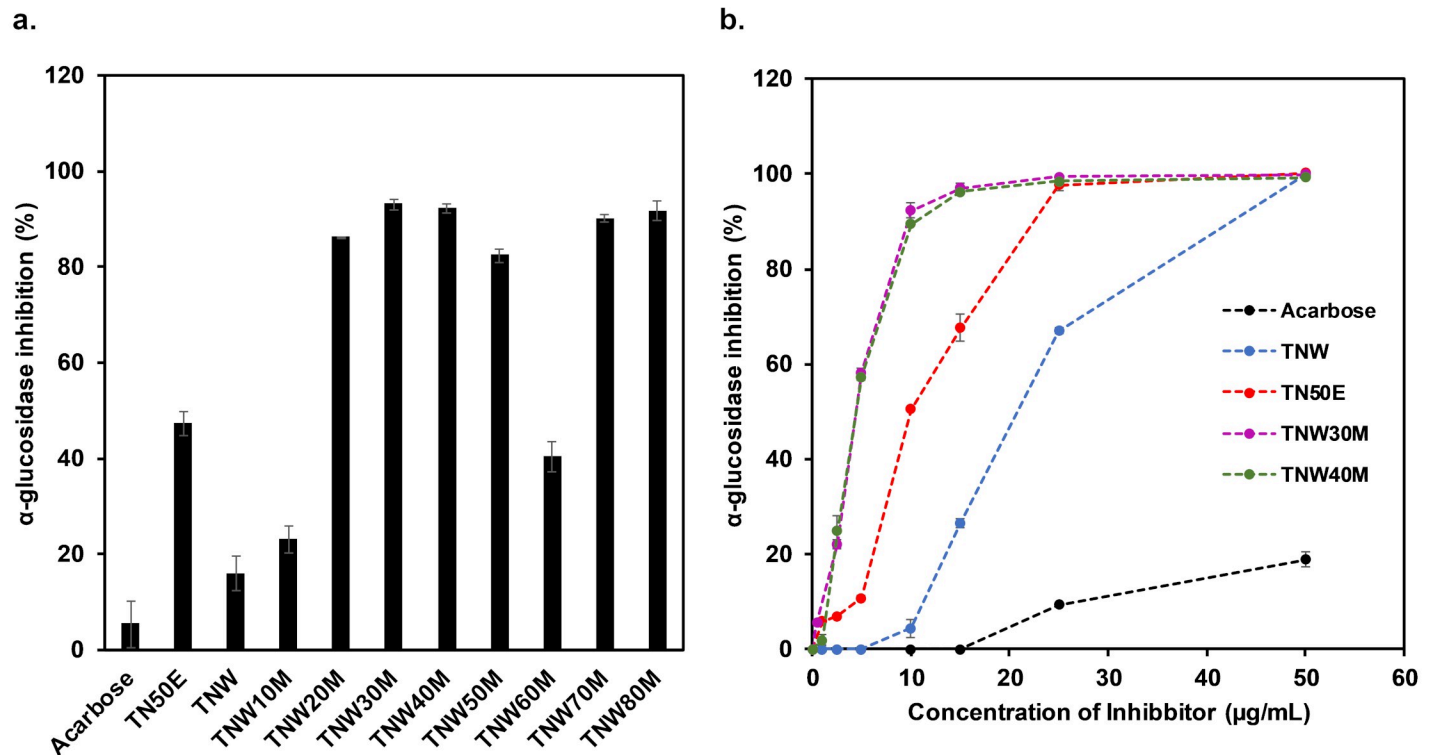 a.
α-glucosidase inhibition (%)
120
100
80
60
40
20
0
Acarbose
TN50E
TNW
TNW10M
TNW20M
TNW30M
TNW40M
TNW50M
TNW60M
TNW70M
TNW80M
b.
α-glucosidase inhibition (%)
120
100
80
60
40
20
0
0 10 20 30 40 50 60
Concentration of Inhibbitor (μg/mL)
Acarbose
TNW
TN50E
TNW30M
TNW40M